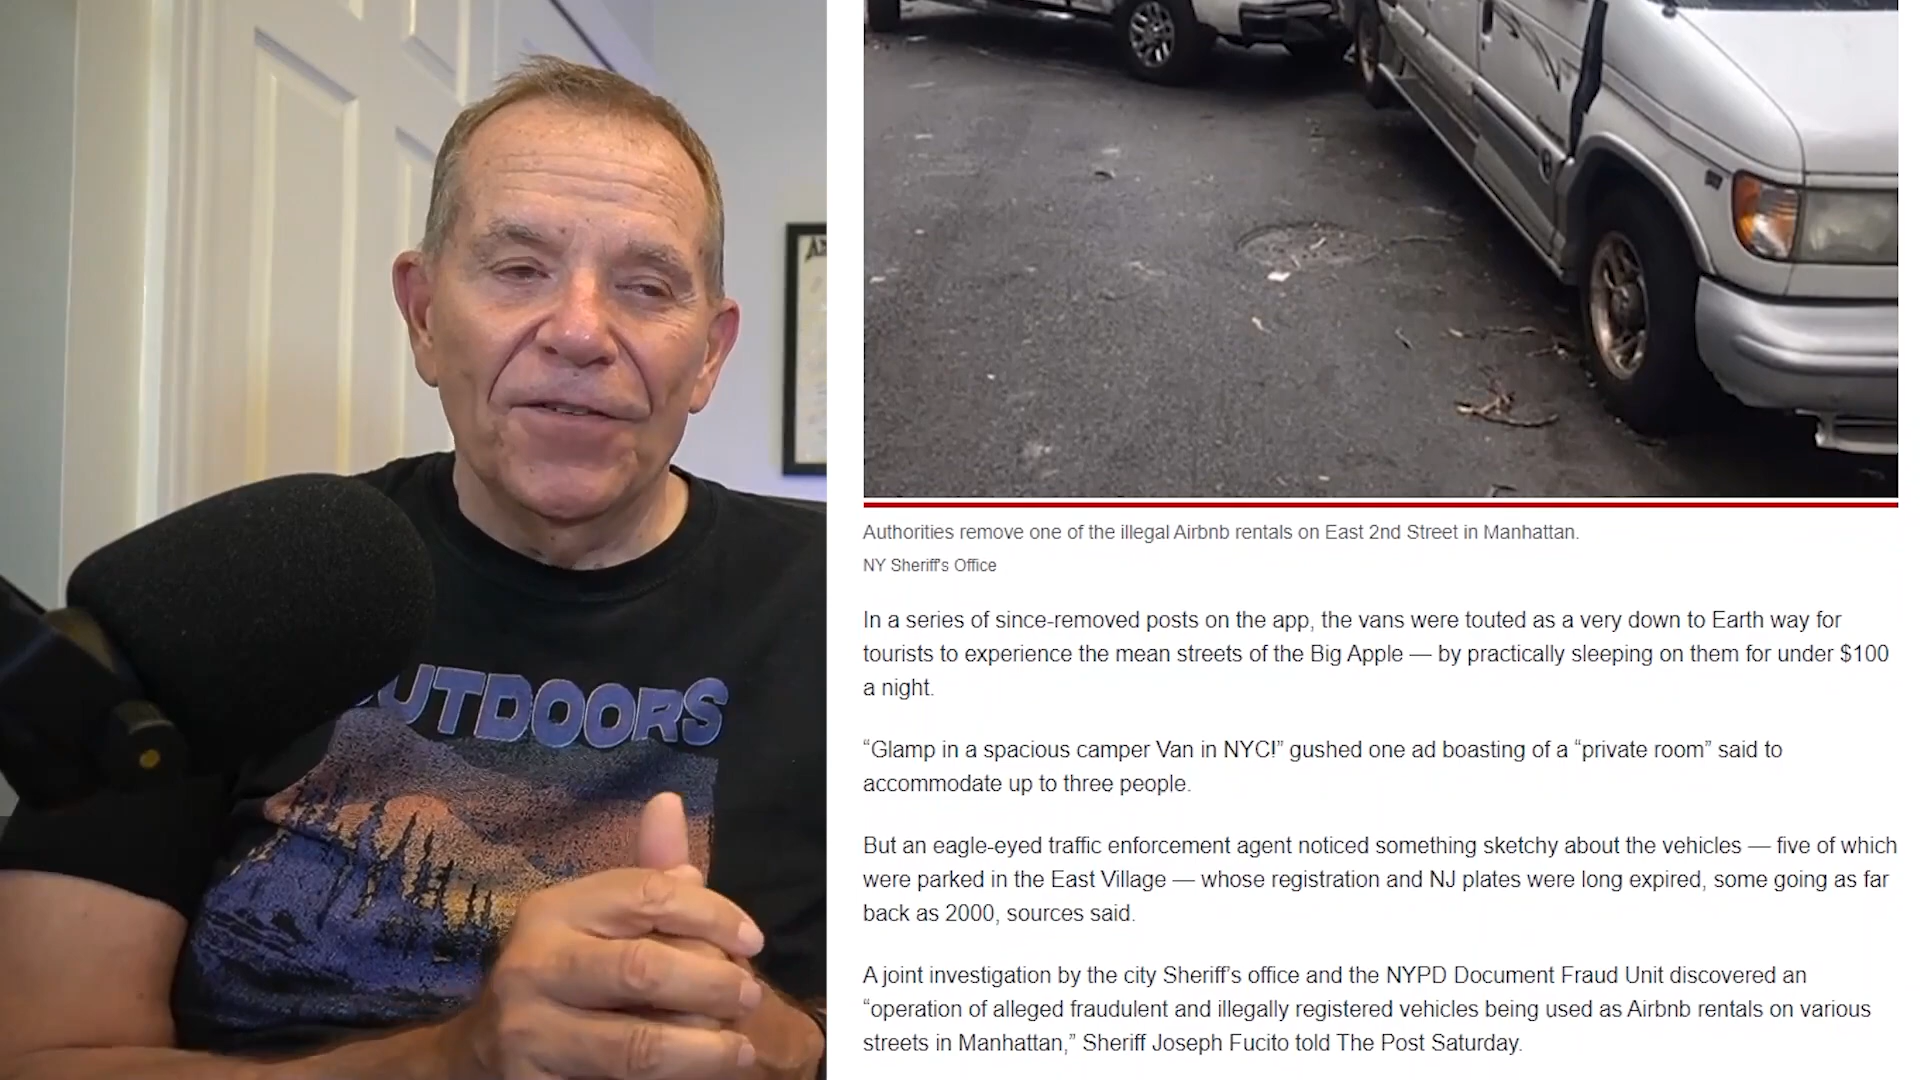 OUTDOORS
Authorities remove one of the illegal Airbnb rentals on East 2nd Street in Manhattan.
NY Sheriff's Office
In a series of since-removed posts on the app, the vans were touted as a very down to Earth way for
tourists to experience the mean streets of the Big Apple — by practically sleeping on them for under $100
a night.
“Glamp in a spacious camper Van in NYC!” gushed one ad boasting of a “private room” said to
accommodate up to three people.
But an eagle-eyed traffic enforcement agent noticed something sketchy about the vehicles — five of which
were parked in the East Village — whose registration and NJ plates were long expired, some going as far
back as 2000, sources said.
A joint investigation by the city Sheriff’s office and the NYPD Document Fraud Unit discovered an
“operation of alleged fraudulent and illegally registered vehicles being used as Airbnb rentals on various
streets in Manhattan,” Sheriff Joseph Fucito told The Post Saturday.